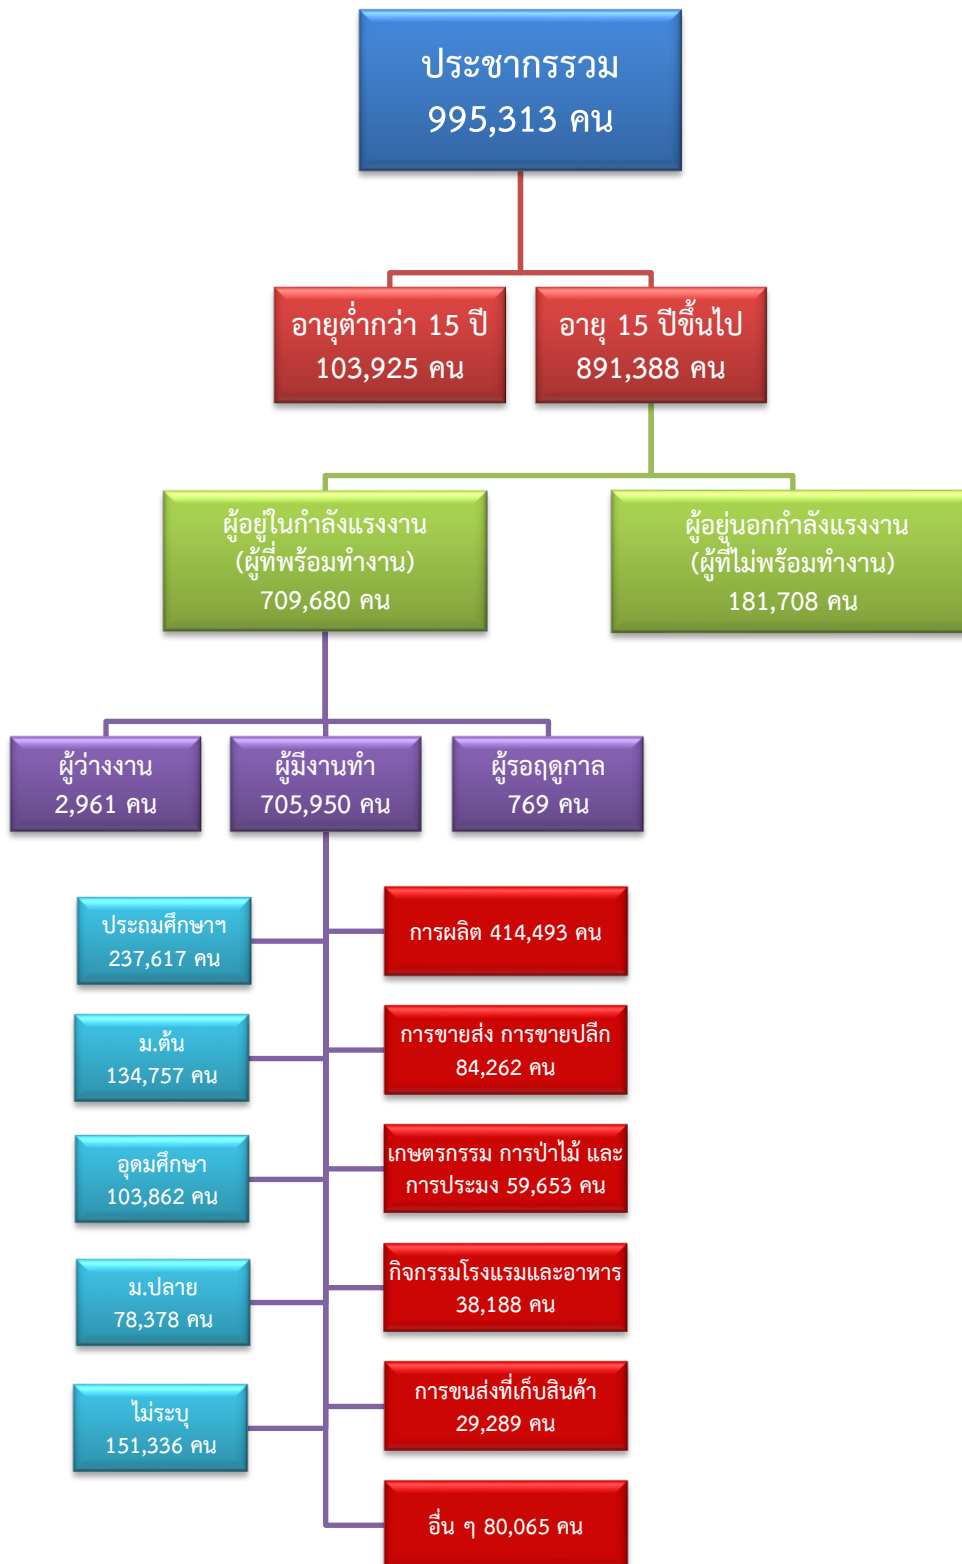 ประชากรรวม
995,313 คน
อายุต่ำกว่า 15 ปี
103,925 คน
อายุ 15 ปีขึ้นไป
891,388 คน
ผู้อยู่ในกำลังแรงงาน
(ผู้ที่พร้อมทำงาน)
709,680 คน
ผู้อยู่นอกกำลังแรงงาน
(ผู้ที่ไม่พร้อมทำงาน)
181,708 คน
ผู้ว่างงาน
2,961 คน
ผู้มีงานทำ
705,950 คน
ผู้รอฤดูกาล
769 คน
ประถมศึกษาฯ
237,617 คน
ม.ต้น
134,757 คน
อุดมศึกษา
103,862 คน
ม.ปลาย
78,378 คน
ไม่ระบุ
151,336 คน
การผลิต 414,493 คน
การขายส่ง การขายปลีก
84,262 คน
เกษตรกรรม การป่าไม้ และ
การประมง 59,653 คน
กิจกรรมโรงแรมและอาหาร
38,188 คน
การขนส่งที่เก็บสินค้า
29,289 คน
อื่น ๆ 80,065 คน